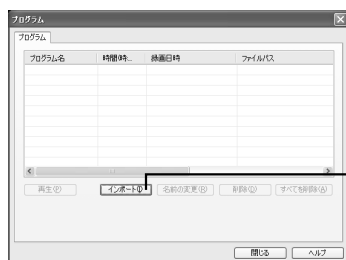 プログラム
プログラム
プログラム名 時間(時... 録画日時 ファイルパス
再生(P) インポート(I) 名前の変更(R) 削除(D) すべてを削除(A)
閉じる ヘルプ